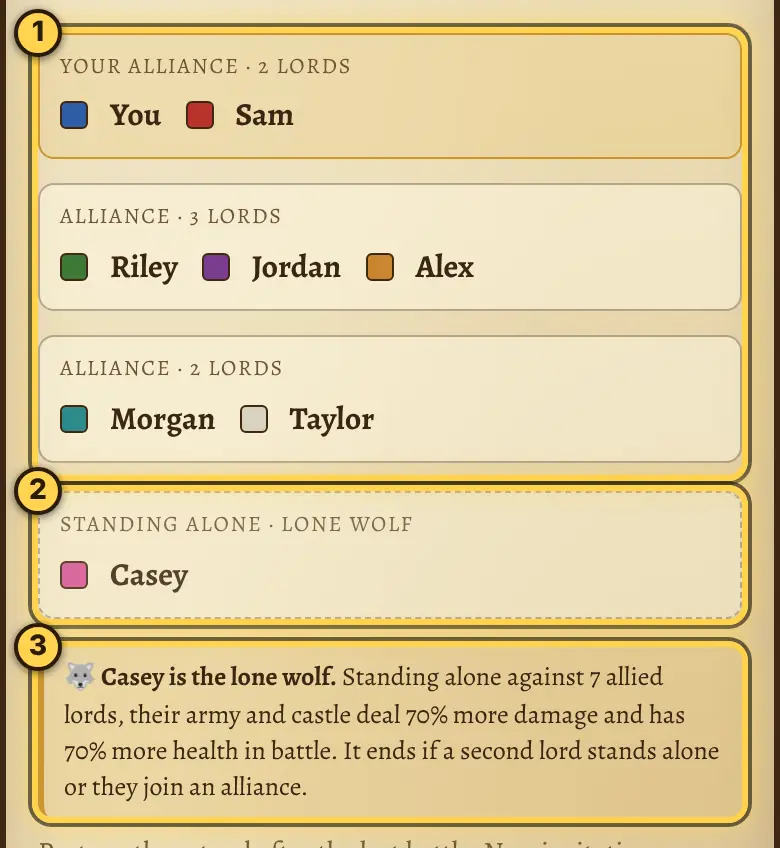 1
YOUR ALLIANCE · 2 LORDS
You Sam
ALLIANCE · 3 LORDS
Riley Jordan Alex
ALLIANCE · 2 LORDS
Morgan Taylor
2
STANDING ALONE · LONE WOLF
Casey
3
🐺 Casey is the lone wolf. Standing alone against 7 allied
lords, their army and castle deal 70% more damage and has
70% more health in battle. It ends if a second lord stands alone
or they join an alliance.